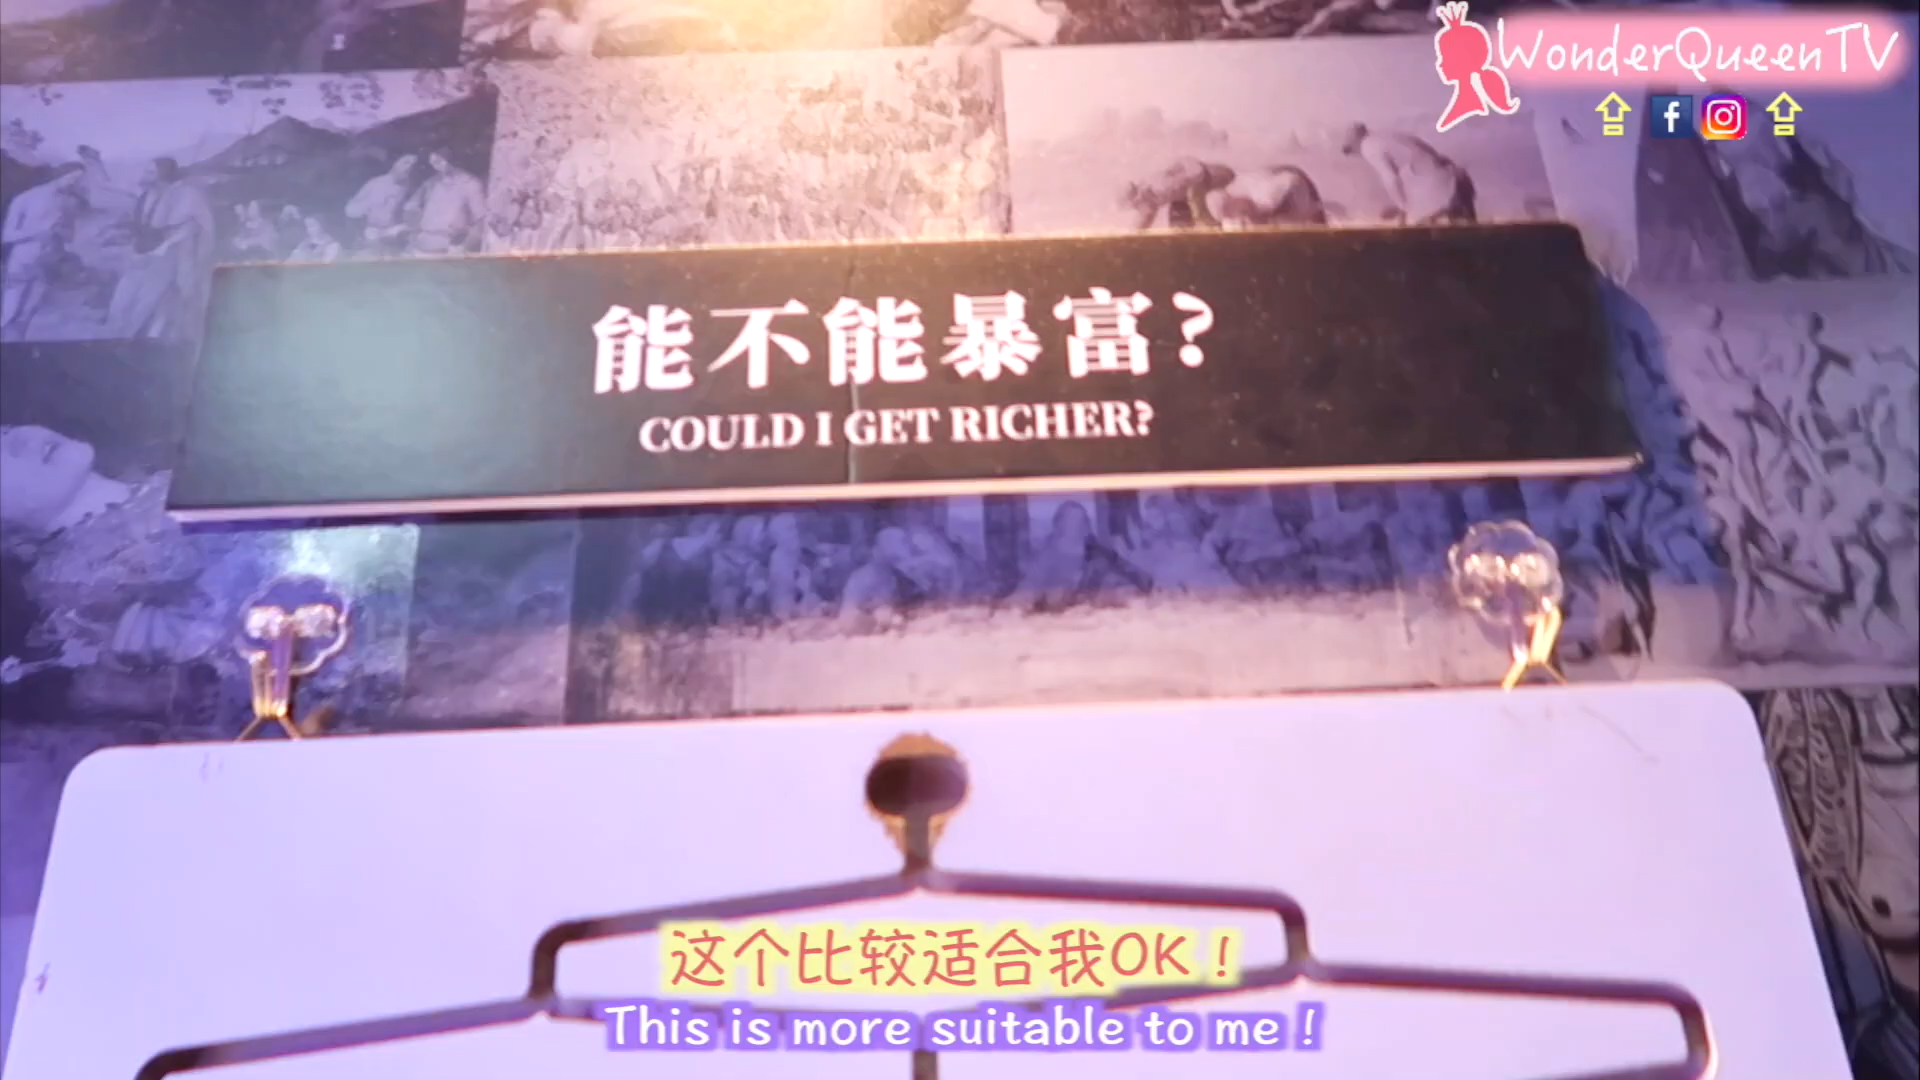 WonderQueenTV
能不能暴富?
COULD I GET RICHER?
这个比较适合我OK！
This is more suitable to me！